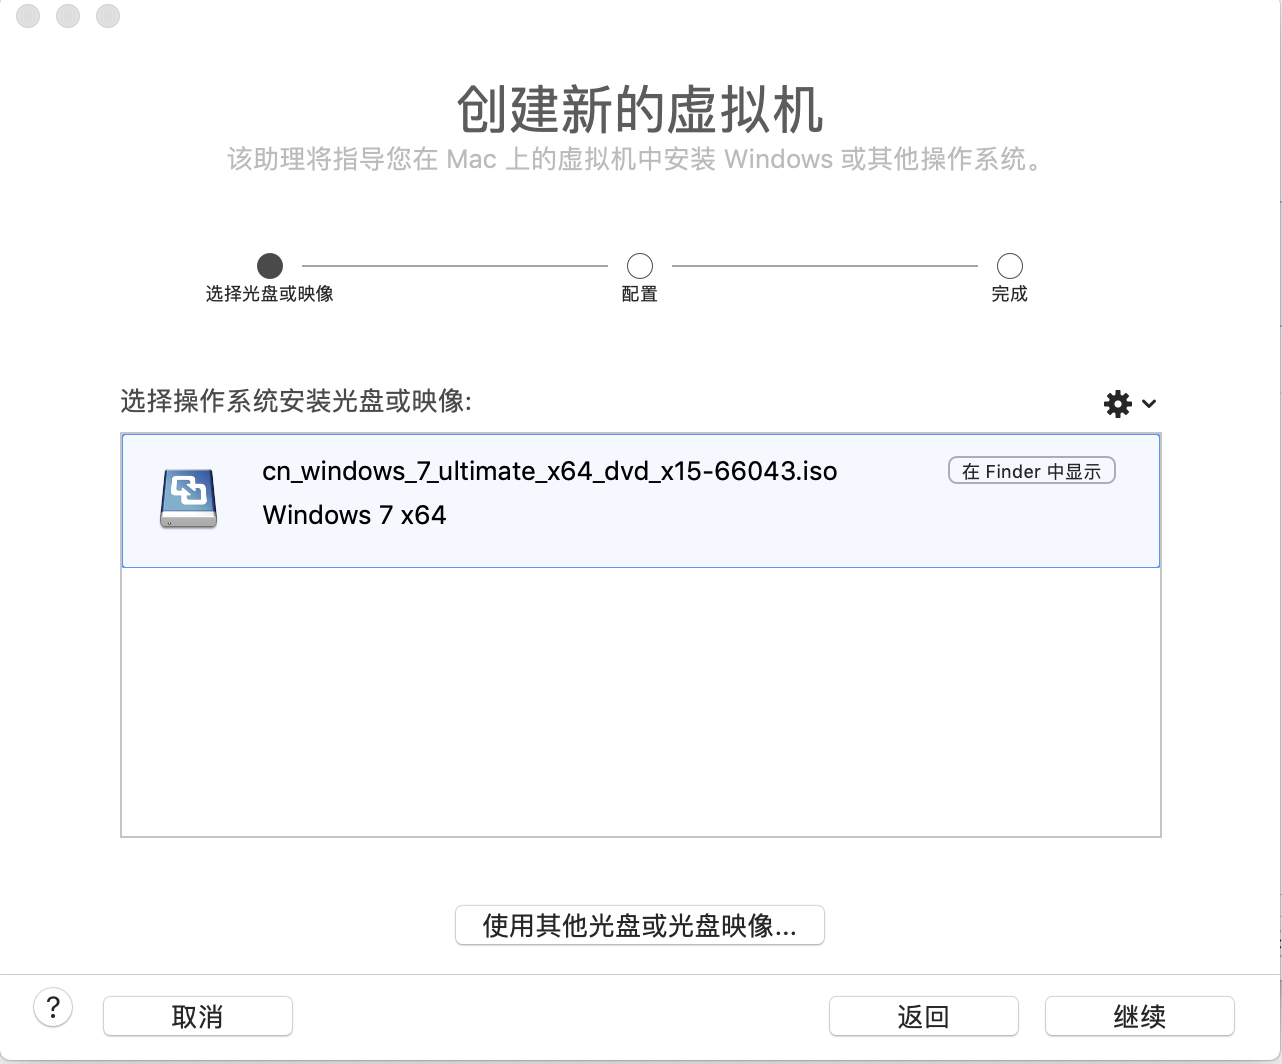 创建新的虚拟机
该助理将指导您在 Mac 上的虚拟机中安装 Windows 或其他操作系统。
选择光盘或映像
配置
完成
选择操作系统安装光盘或映像:
cn_windows_7_ultimate_x64_dvd_x15-66043.iso
在 Finder 中显示
Windows 7 x64
使用其他光盘或光盘映像...
?
取消
返回
继续